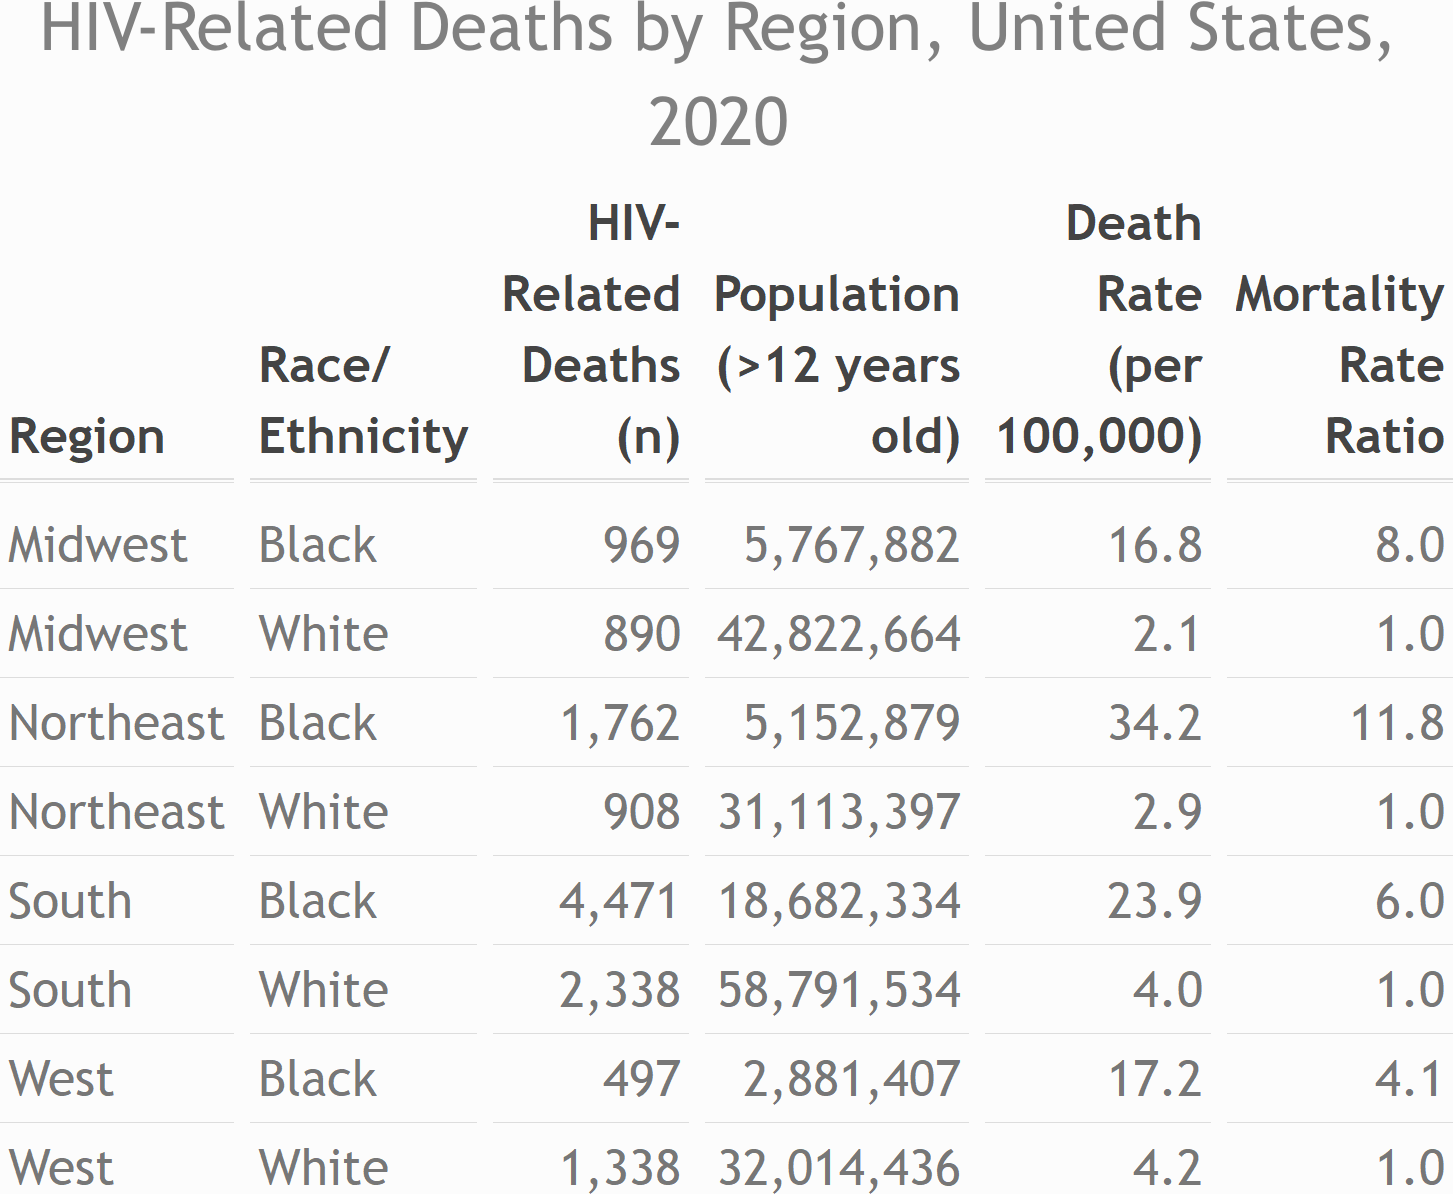 HIV-Related Deaths by Region, United States,
2020
Region Race/ Ethnicity HIV- Related Deaths (n) Population (>12 years old) Death Rate (per 100,000) Mortality Rate Ratio
Midwest Black 969 5,767,882 16.8 8.0
Midwest White 890 42,822,664 2.1 1.0
Northeast Black 1,762 5,152,879 34.2 11.8
Northeast White 908 31,113,397 2.9 1.0
South Black 4,471 18,682,334 23.9 6.0
South White 2,338 58,791,534 4.0 1.0
West Black 497 2,881,407 17.2 4.1
West White 1,338 32,014,436 4.2 1.0